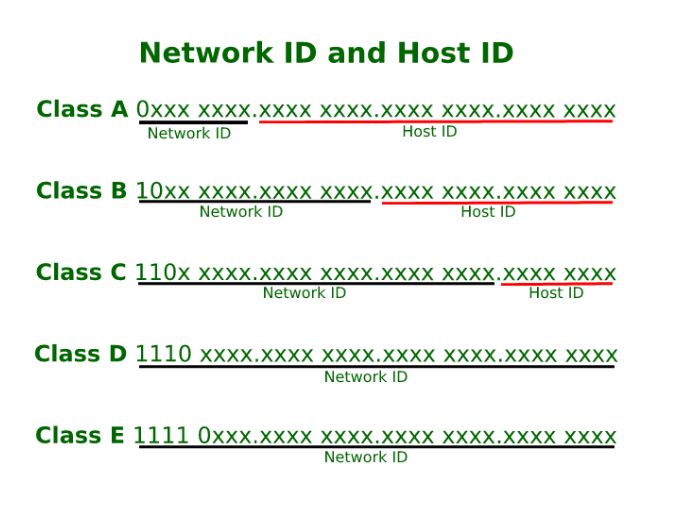 Network ID and Host ID
Class A 0xxx xxxx.xxxx xxxx.xxxx xxxx.xxxx xxxx
Network ID Host ID
Class B 10xx xxxx.xxxx xxxx.xxxx xxxx.xxxx xxxx
Network ID Host ID
Class C 110x xxxx.xxxx xxxx.xxxx xxxx.xxxx xxxx
Network ID Host ID
Class D 1110 xxxx.xxxx xxxx.xxxx xxxx.xxxx xxxx
Network ID
Class E 1111 0xxx.xxxx xxxx.xxxx xxxx.xxxx xxxx
Network ID